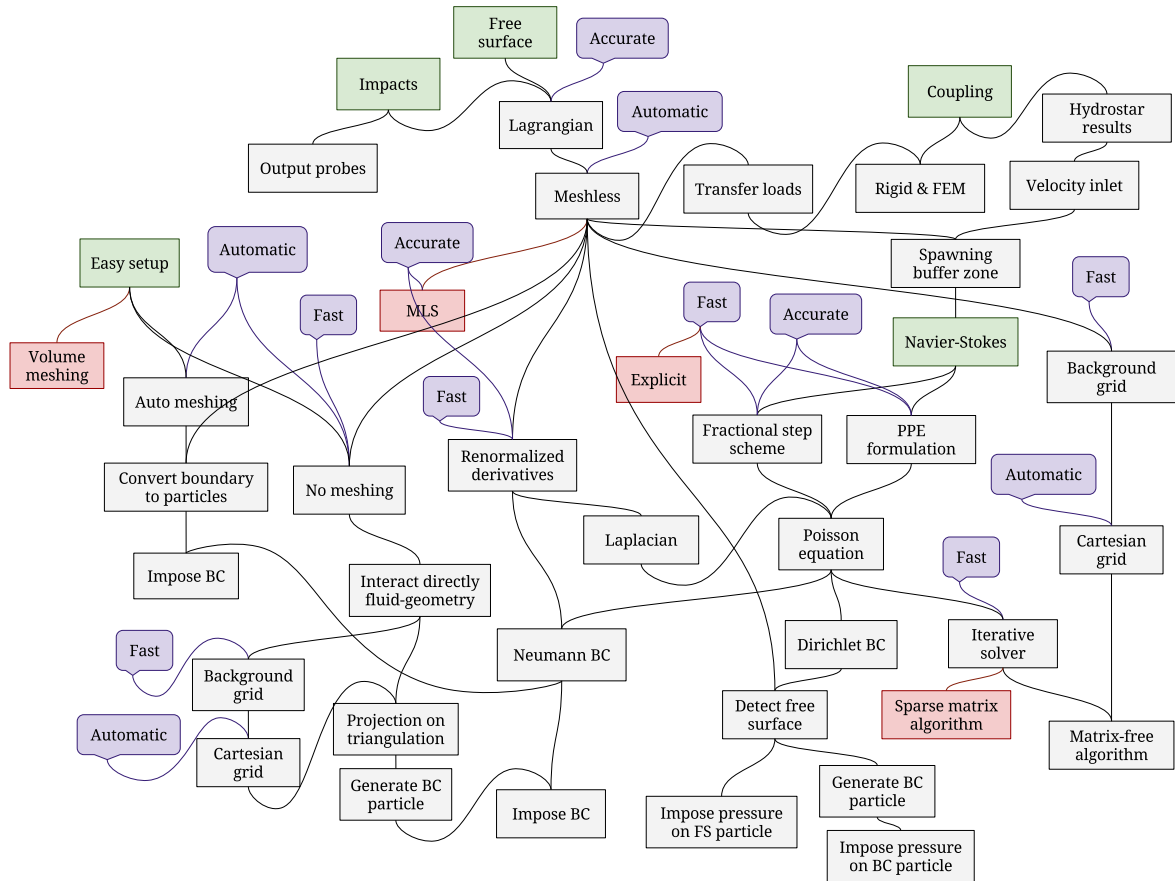 Free
surface
Accurate
Impacts
Coupling
Hydrostar
results
Lagrangian
Automatic
Output probes
Meshless
Transfer loads
Rigid & FEM
Velocity inlet
Easy setup
Automatic
Accurate
Spawning
buffer zone
Fast
MLS
Fast
Fast
Accurate
Navier-Stokes
Volume
meshing
Explicit
Background
grid
Auto meshing
Fast
Fractional step
scheme
PPE
formulation
Renormalized
derivatives
Convert boundary
to particles
No meshing
Automatic
Laplacian
Poisson
equation
Cartesian
grid
Impose BC
Interact directly
fluid-geometry
Fast
Fast
Neumann BC
Dirichlet BC
Iterative
solver
Background
grid
Projection on
triangulation
Detect free
surface
Sparse matrix
algorithm
Automatic
Cartesian
grid
Matrix-free
algorithm
Generate BC
particle
Impose BC
Generate BC
particle
Impose pressure
on FS particle
Impose pressure
on BC particle